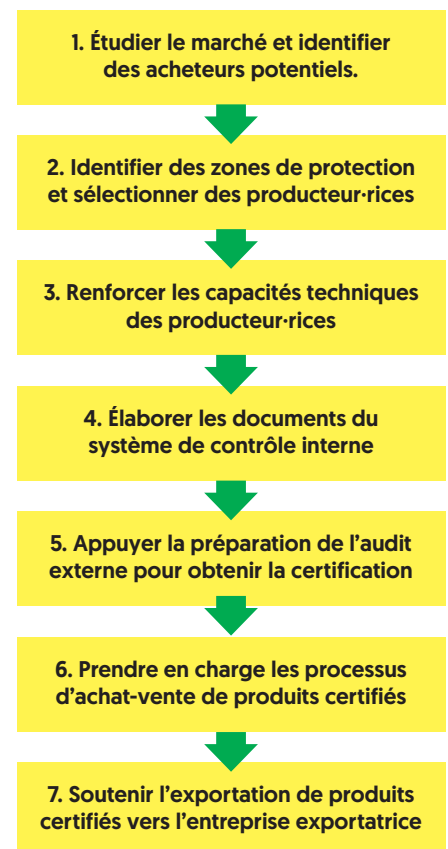 1. Étudier le marché et identifier
des acheteurs potentiels.
2. Identifier des zones de protection
et sélectionner des producteur·rices
3. Renforcer les capacités techniques
des producteur·rices
4. Élaborer les documents du
système de contrôle interne
5. Appuyer la préparation de l’audit
externe pour obtenir la certification
6. Prendre en charge les processus
d’achat-vente de produits certifiés
7. Soutenir l’exportation de produits
certifiés vers l’entreprise exportatrice